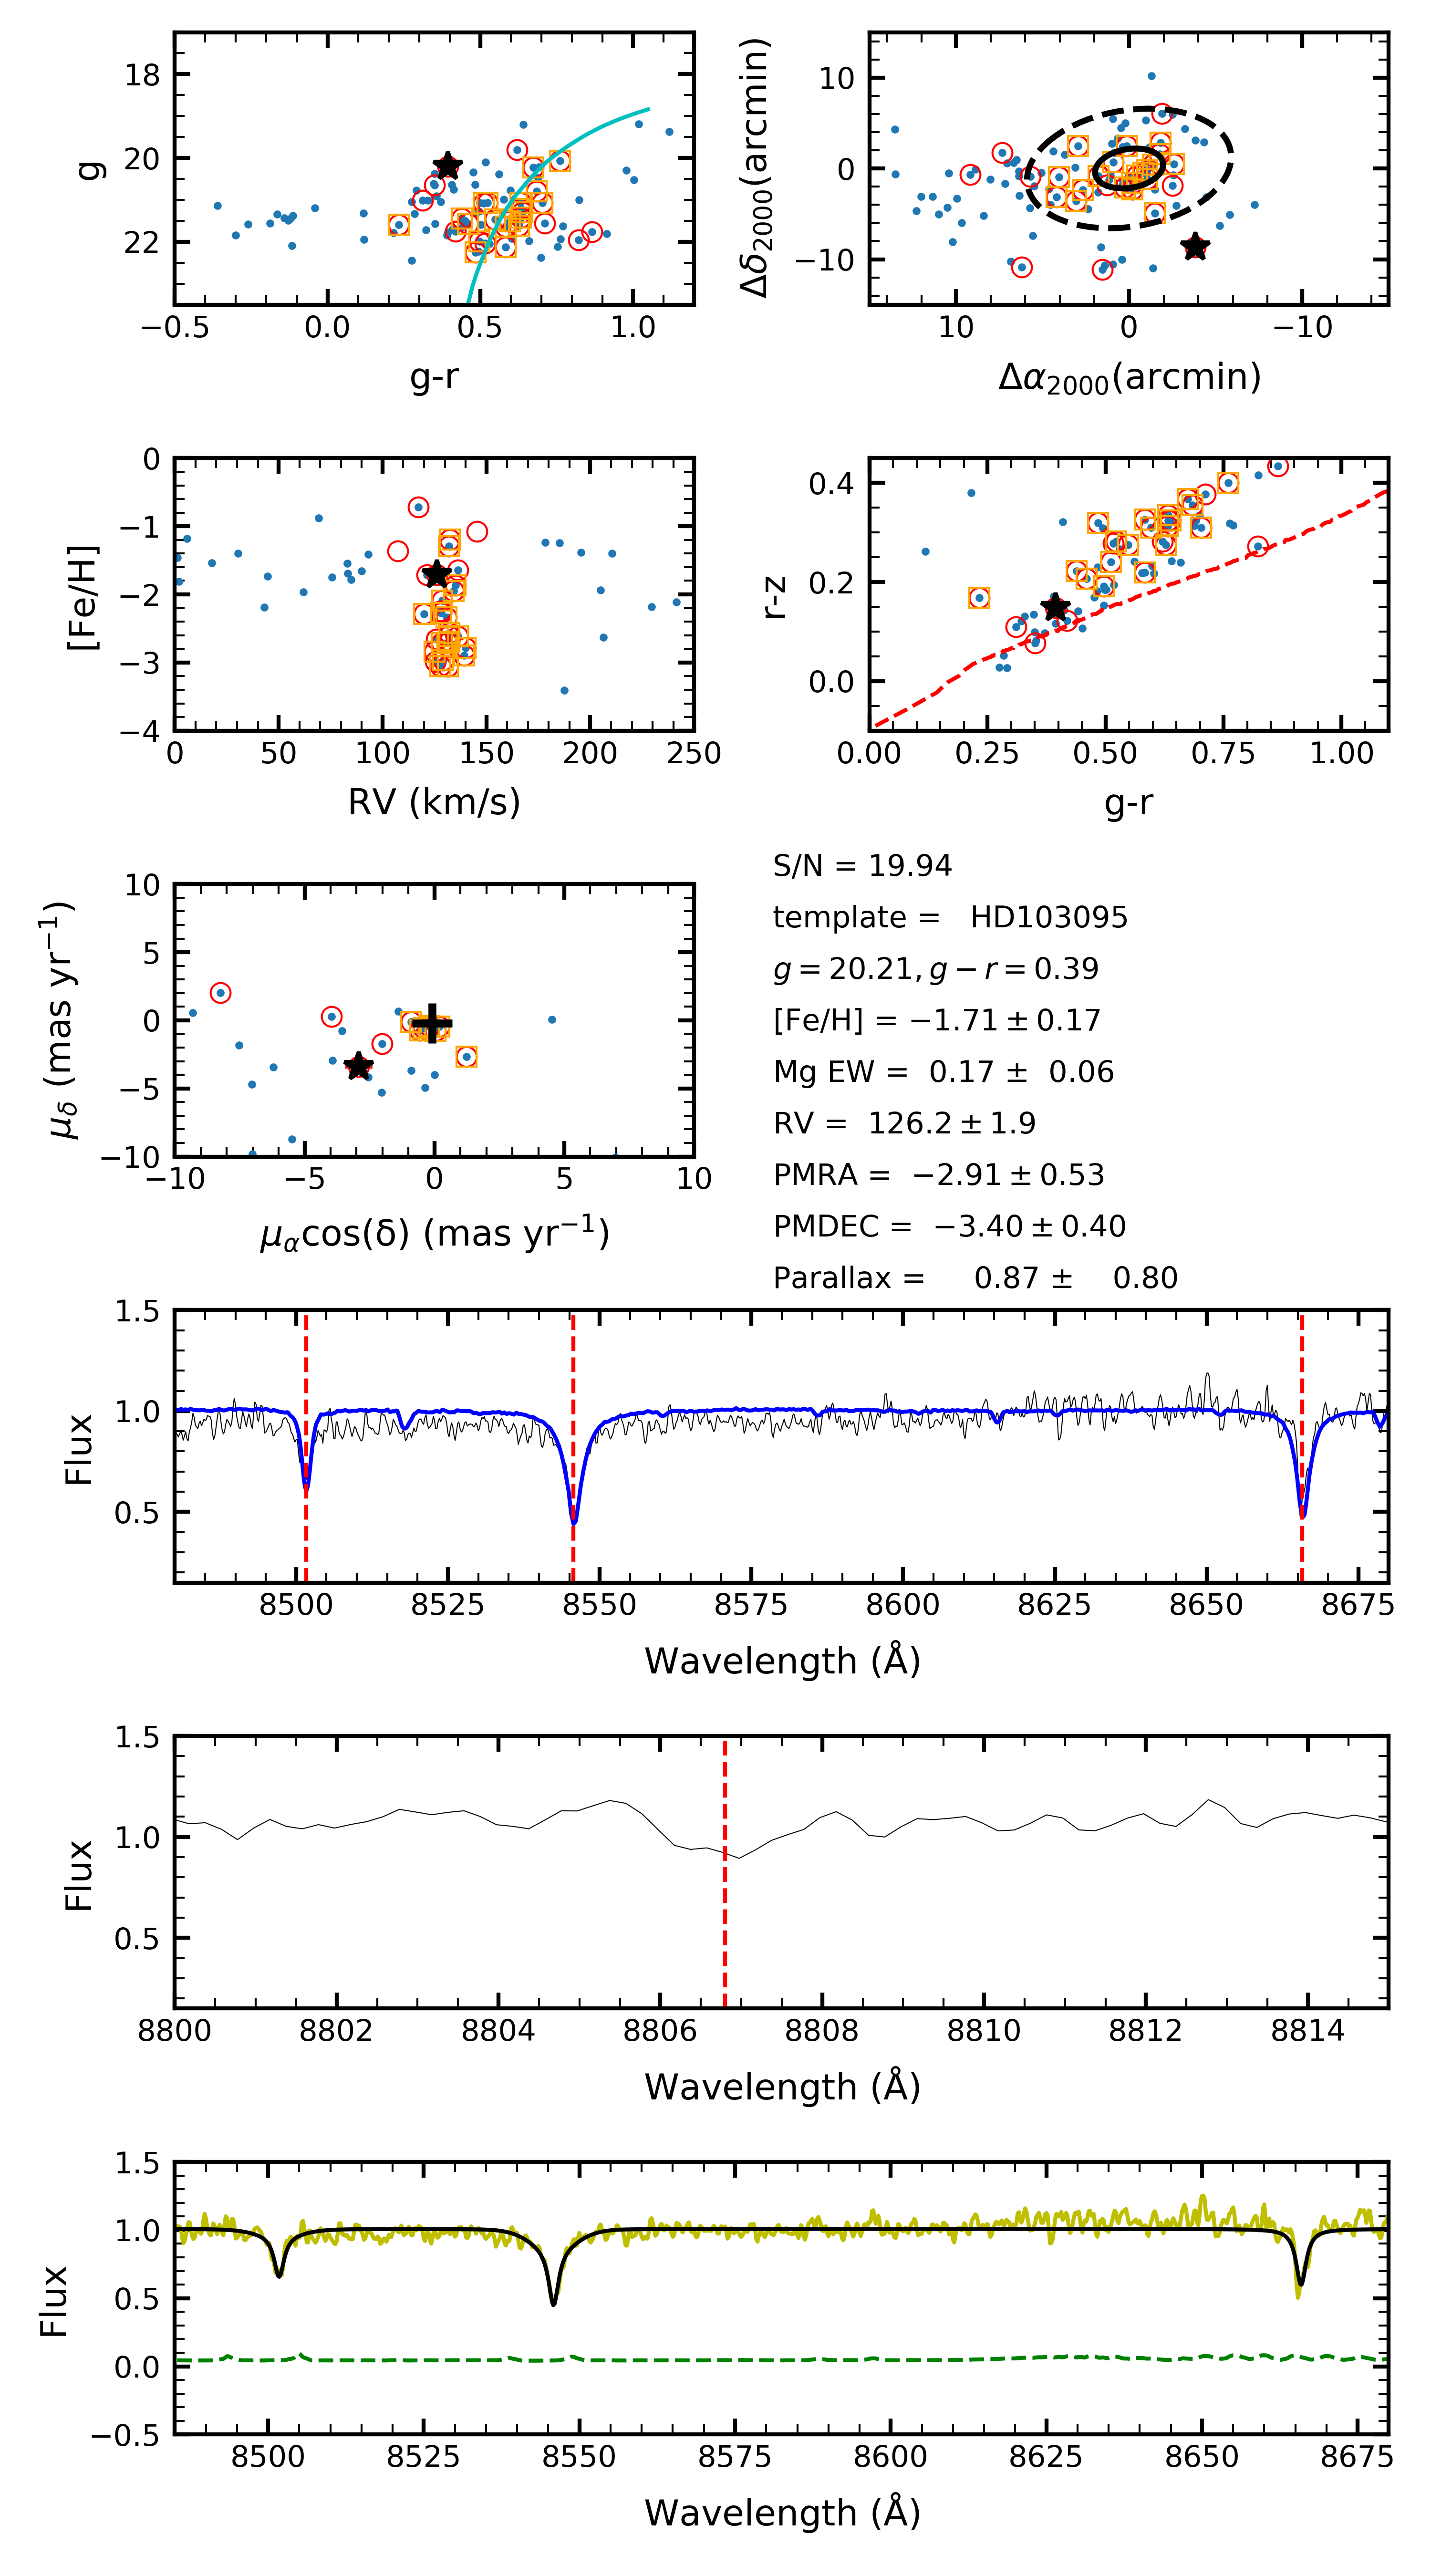 18
20
22
g
−0.5 0.0 0.5 1.0
g-r
10
0
−10
Δδ2000(arcmin)
10 0 −10
Δα2000(arcmin)
0
−1
−2
−3
−4
[Fe/H]
0 50 100 150 200 250
RV (km/s)
0.4
0.2
0.0
r-z
0.00 0.25 0.50 0.75 1.00
g-r
10
5
0
−5
−10
μδ (mas yr−1)
−10 −5 0 5 10
μαcos(δ) (mas yr−1)
S/N = 19.94
template = HD103095
g = 20.21, g − r = 0.39
[Fe/H] = −1.71 ± 0.17
Mg EW = 0.17 ± 0.06
RV = 126.2 ± 1.9
PMRA = −2.91 ± 0.53
PMDEC = −3.40 ± 0.40
Parallax = 0.87 ± 0.80
1.5
1.0
0.5
Flux
8500 8525 8550 8575 8600 8625 8650 8675
Wavelength (Å)
1.5
1.0
0.5
Flux
8800 8802 8804 8806 8808 8810 8812 8814
Wavelength (Å)
1.5
1.0
0.5
0.0
−0.5
Flux
8500 8525 8550 8575 8600 8625 8650 8675
Wavelength (Å)